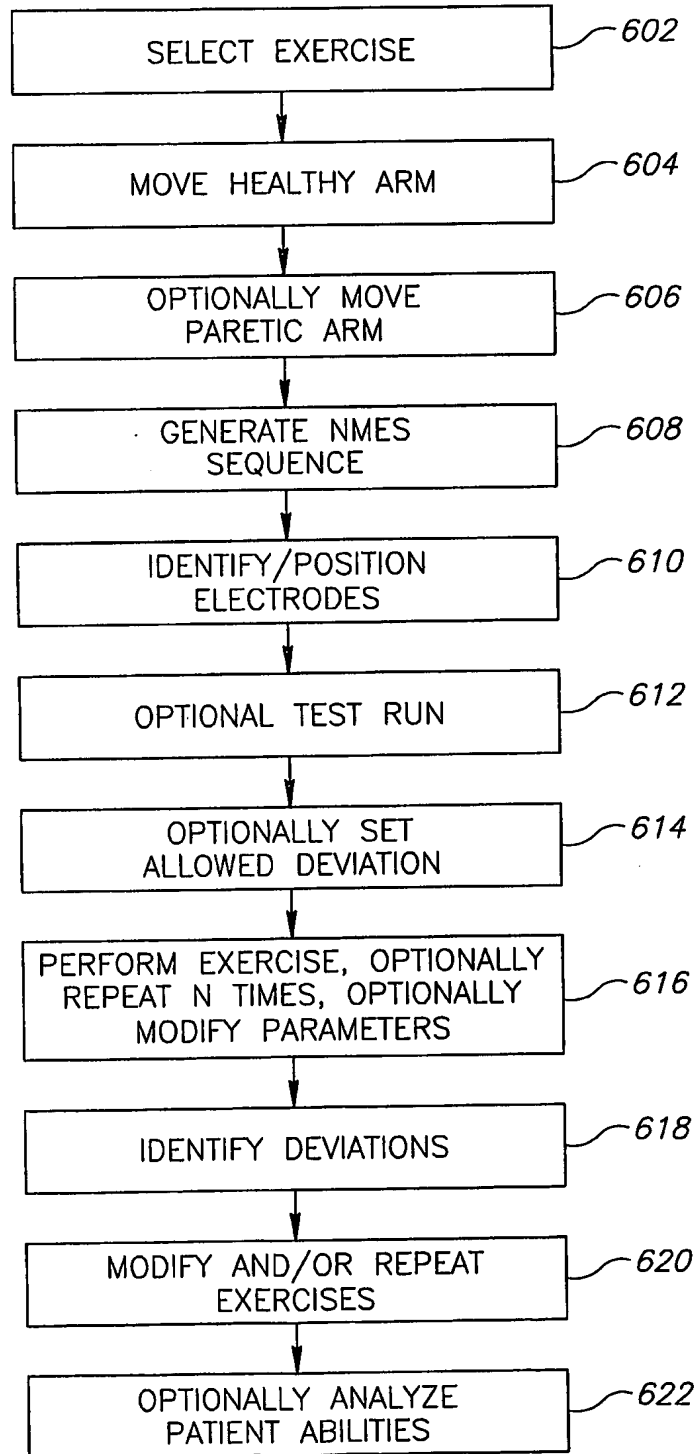 SELECT EXERCISE
602
MOVE HEALTHY ARM
604
OPTIONALLY MOVE
PARETIC ARM
606
GENERATE NMES
SEQUENCE
608
IDENTIFY/POSITION
ELECTRODES
610
OPTIONAL TEST RUN
612
OPTIONALLY SET
ALLOWED DEVIATION
614
PERFORM EXERCISE, OPTIONALLY
REPEAT N TIMES, OPTIONALLY
MODIFY PARAMETERS
616
IDENTIFY DEVIATIONS
618
MODIFY AND/OR REPEAT
EXERCISES
620
OPTIONALLY ANALYZE
PATIENT ABILITIES
622